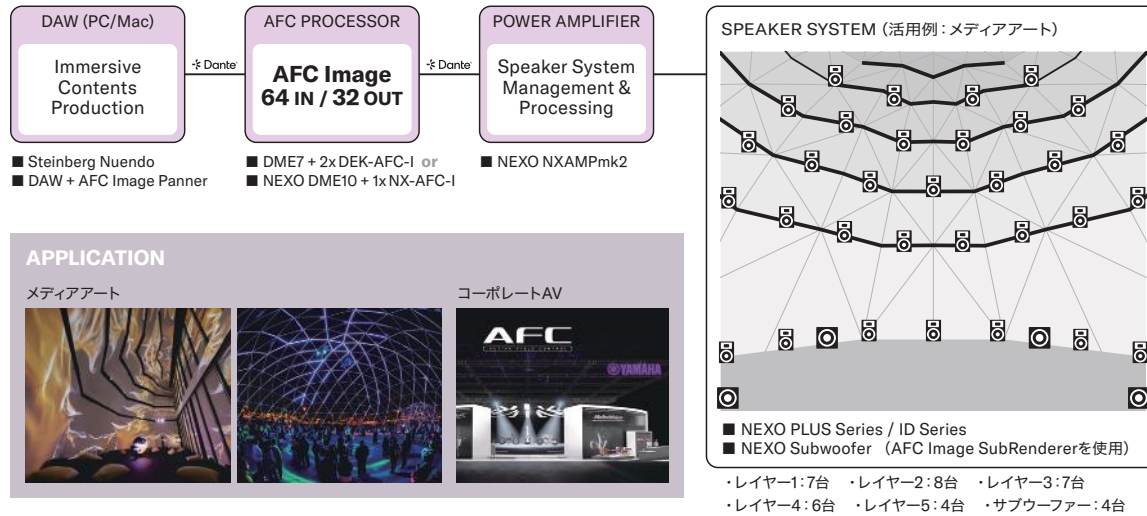 DAW (PC/Mac)
Immersive
Contents
Production
■ Steinberg Nuendo
■ DAW + AFC Image Panner
Dante
AFC PROCESSOR
AFC Image
64 IN / 32 OUT
■ DME7 + 2x DEK-AFC-I or
■ NEXO DME10 + 1x NX-AFC-I
Dante
POWER AMPLIFIER
Speaker System
Management &
Processing
■ NEXO NXAMPmk2
SPEAKER SYSTEM (活用例:メディアアート)
■ NEXO PLUS Series / ID Series
■ NEXO Subwoofer (AFC Image SubRendererを使用)
・レイヤー1:7台 ・レイヤー2:8台 ・レイヤー3:7台
・レイヤー4:6台 ・レイヤー5:4台 ・サブウーファー:4台
APPLICATION
メディアアート
コーポレートAV
AFC
ACTIVE FIELD CONTROL
YAMAHA